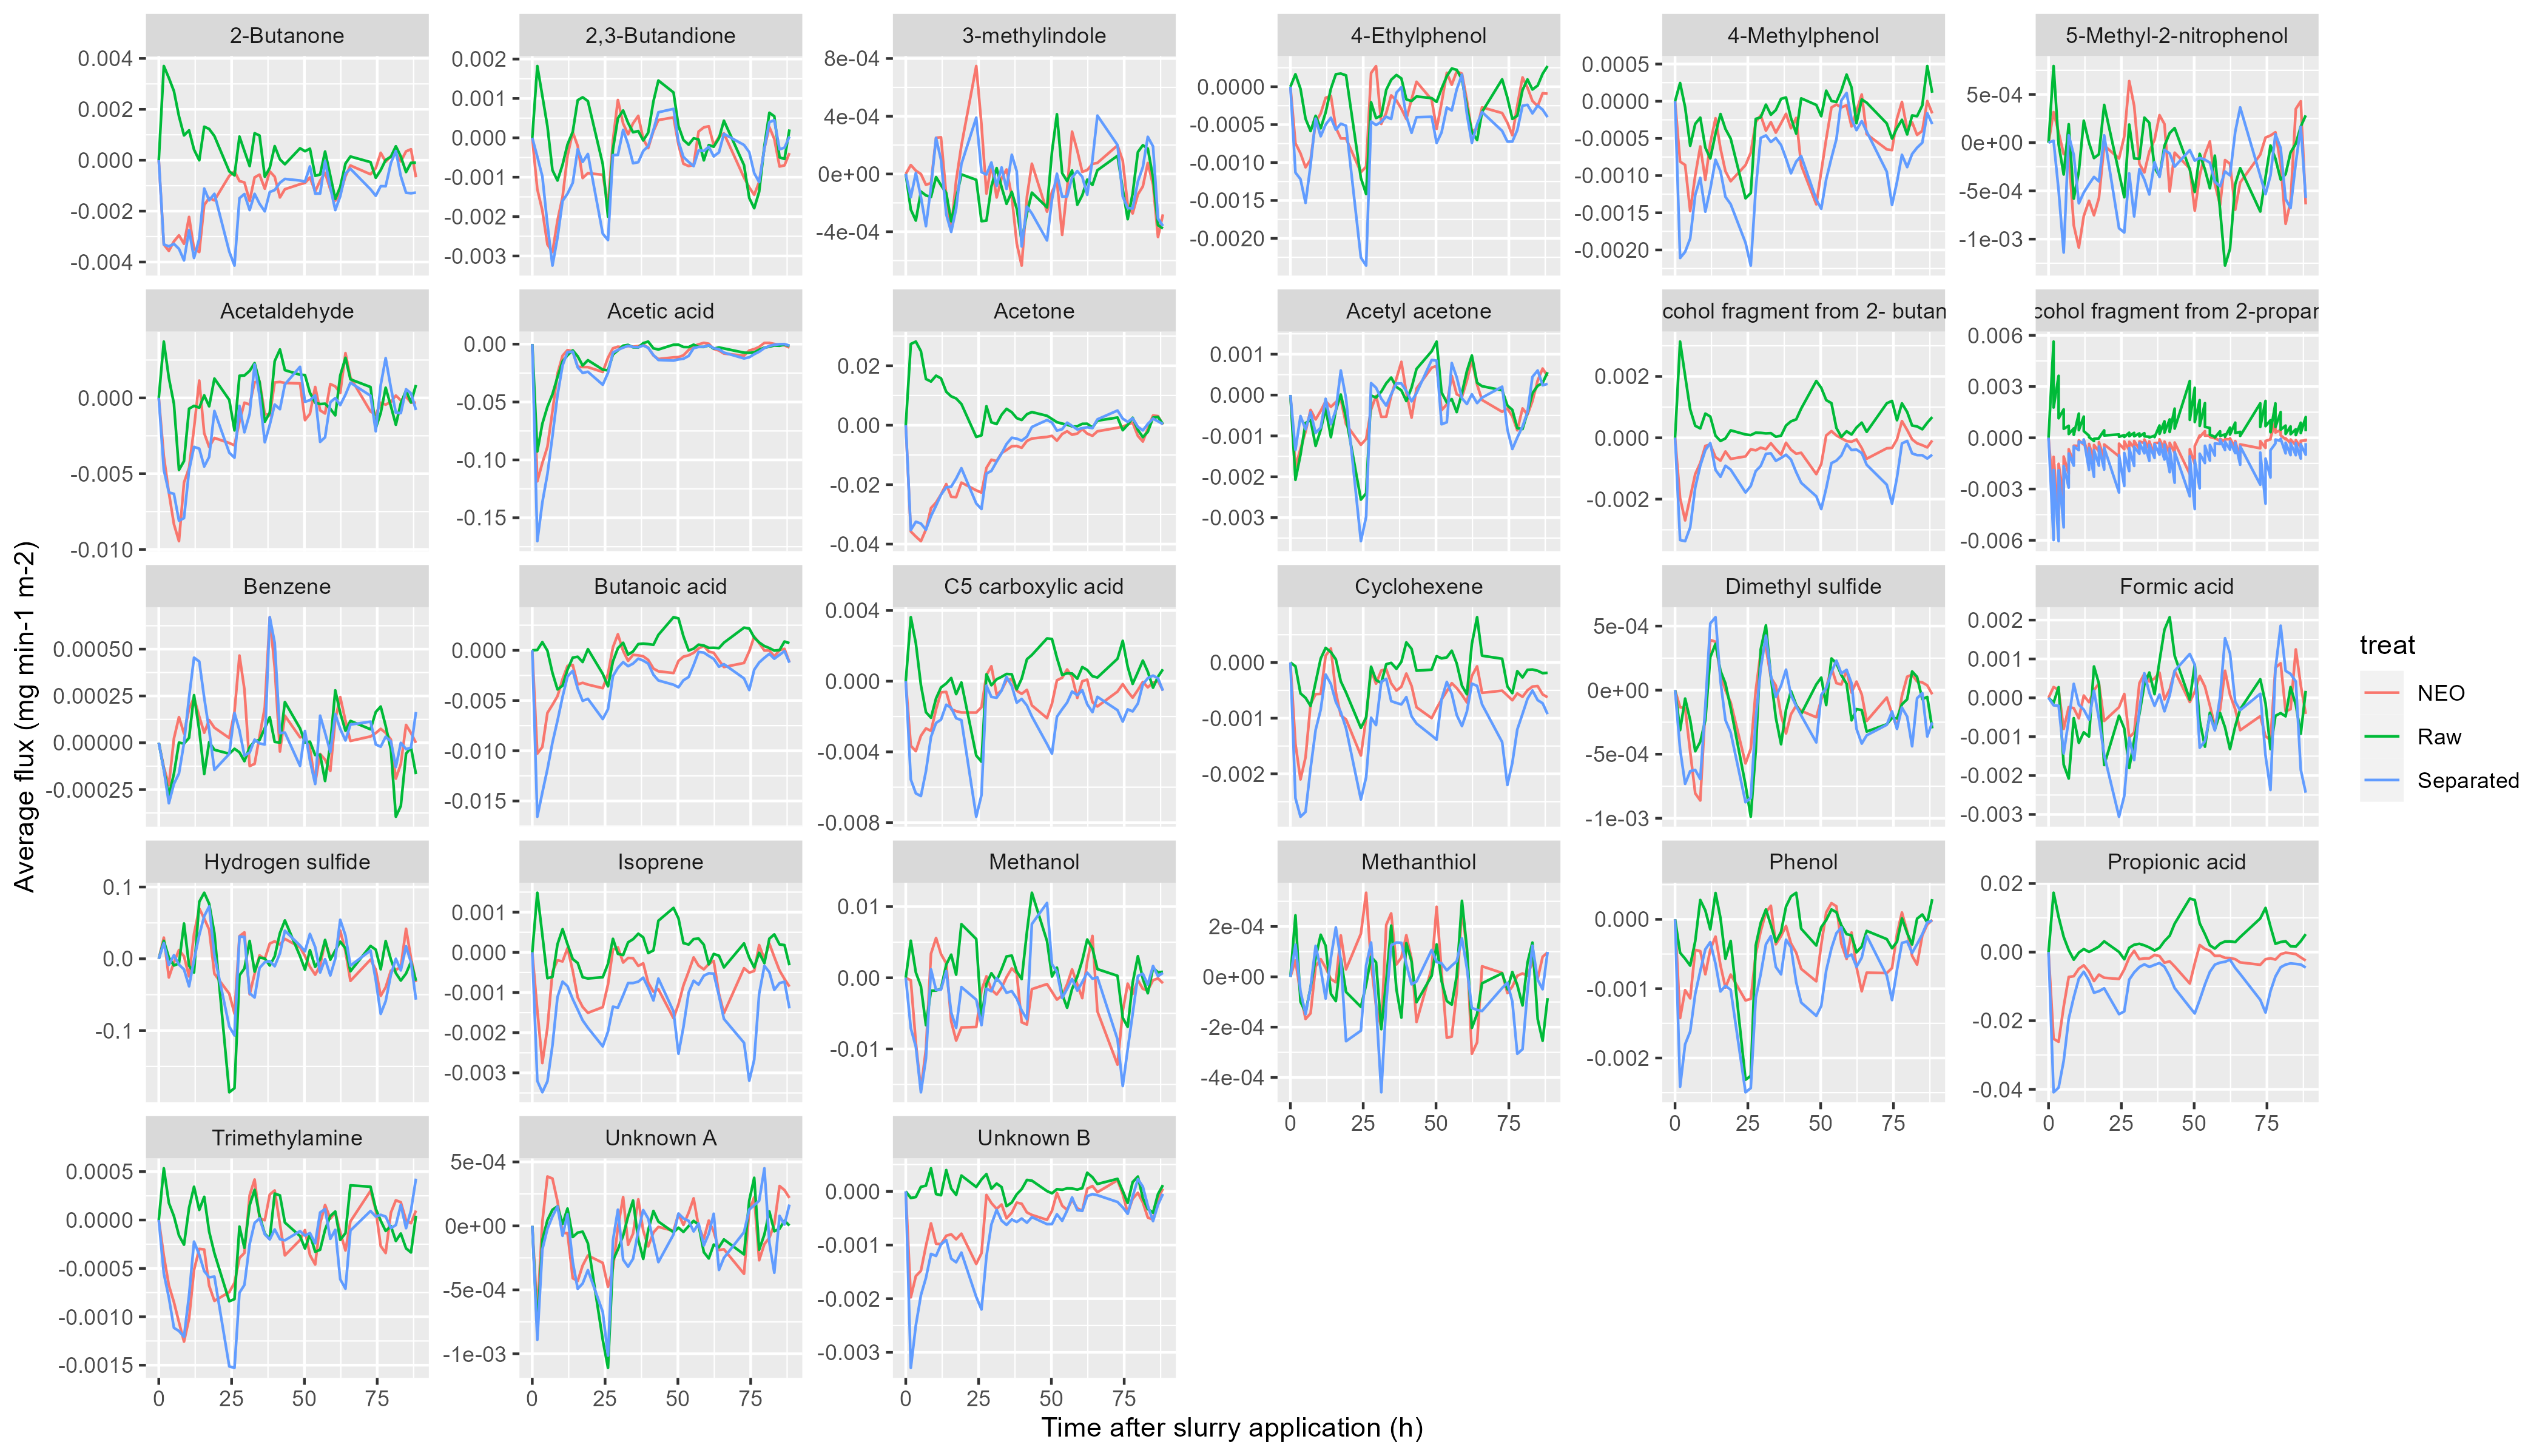 2-Butanone
2,3-Butandione
3-methylindole
4-Ethylphenol
4-Methylphenol
5-Methyl-2-nitrophenol
0.004
0.002
0.000
-0.002
-0.004
0.002
0.001
0.000
-0.001
-0.002
-0.003
8e-04
4e-04
0e+00
-4e-04
0.0000
-0.0005
-0.0010
-0.0015
-0.0020
0.0005
0.0000
-0.0005
-0.0010
-0.0015
-0.0020
5e-04
0e+00
-5e-04
-1e-03
Acetaldehyde
Acetic acid
Acetone
Acetyl acetone
cohol fragment from 2- butan
cohol fragment from 2-propan
0.000
-0.005
-0.010
0.00
-0.05
-0.10
-0.15
0.02
0.00
-0.02
-0.04
0.001
0.000
-0.001
-0.002
-0.003
0.002
0.000
-0.002
0.006
0.003
0.000
-0.003
-0.006
Benzene
Butanoic acid
C5 carboxylic acid
Cyclohexene
Dimethyl sulfide
Formic acid
0.00050
0.00025
0.00000
-0.00025
0.000
-0.005
-0.010
-0.015
0.004
0.000
-0.004
-0.008
0.000
-0.001
-0.002
5e-04
0e+00
-5e-04
-1e-03
0.002
0.001
0.000
-0.001
-0.002
-0.003
Hydrogen sulfide
Isoprene
Methanol
Methanthiol
Phenol
Propionic acid
0.1
0.0
-0.1
0.001
0.000
-0.001
-0.002
-0.003
0.01
0.00
-0.01
2e-04
0e+00
-2e-04
-4e-04
0.000
-0.001
-0.002
0.02
0.00
-0.02
-0.04
0 25 50 75
0 25 50 75
0 25 50 75
Trimethylamine
Unknown A
Unknown B
0.0005
0.0000
-0.0005
-0.0010
-0.0015
5e-04
0e+00
-5e-04
-1e-03
0.000
-0.001
-0.002
-0.003
0 25 50 75
0 25 50 75
0 25 50 75
Time after slurry application (h)
Average flux (mg min-1 m-2)
treat
NEO
Raw
Separated